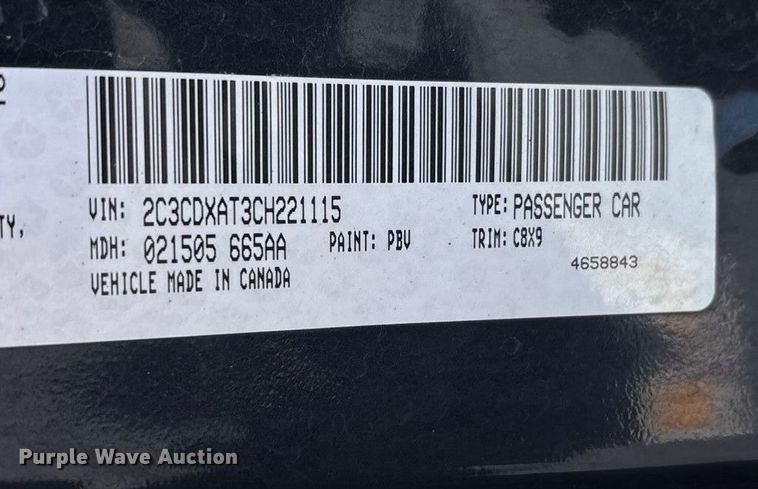 TY,
VIN: 2C3CDXAT3CH221115 TYPE: PASSENGER CAR
MDH: 021505 665AA PAINT: PBV TRIM: C8X9
VEHICLE MADE IN CANADA 4658843
Purple Wave Auction